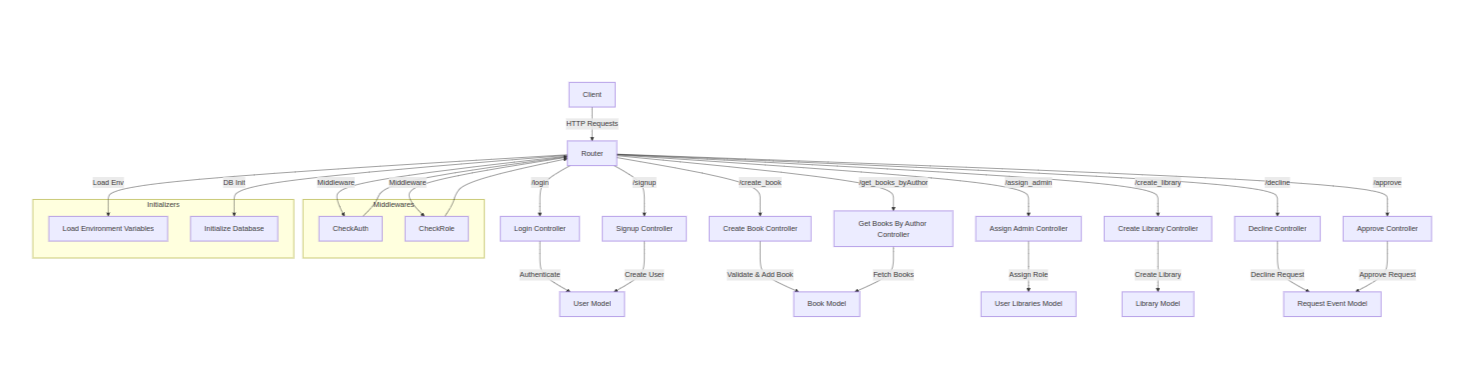 Client
HTTP Requests
Router
Load Env
DB Init
Middleware
Middleware
/login
/signup
/create_book
/get_books_byAuthor
/assign_admin
/create_library
/decline
/approve
Initializers
Middlewares
Load Environment Variables
Initialize Database
CheckAuth
CheckRole
Login Controller
Signup Controller
Create Book Controller
Get Books By Author
Controller
Assign Admin Controller
Create Library Controller
Decline Controller
Approve Controller
Authenticate
Create User
Validate & Add Book
Fetch Books
Assign Role
Create Library
Decline Request
Approve Request
User Model
Book Model
User Libraries Model
Library Model
Request Event Model